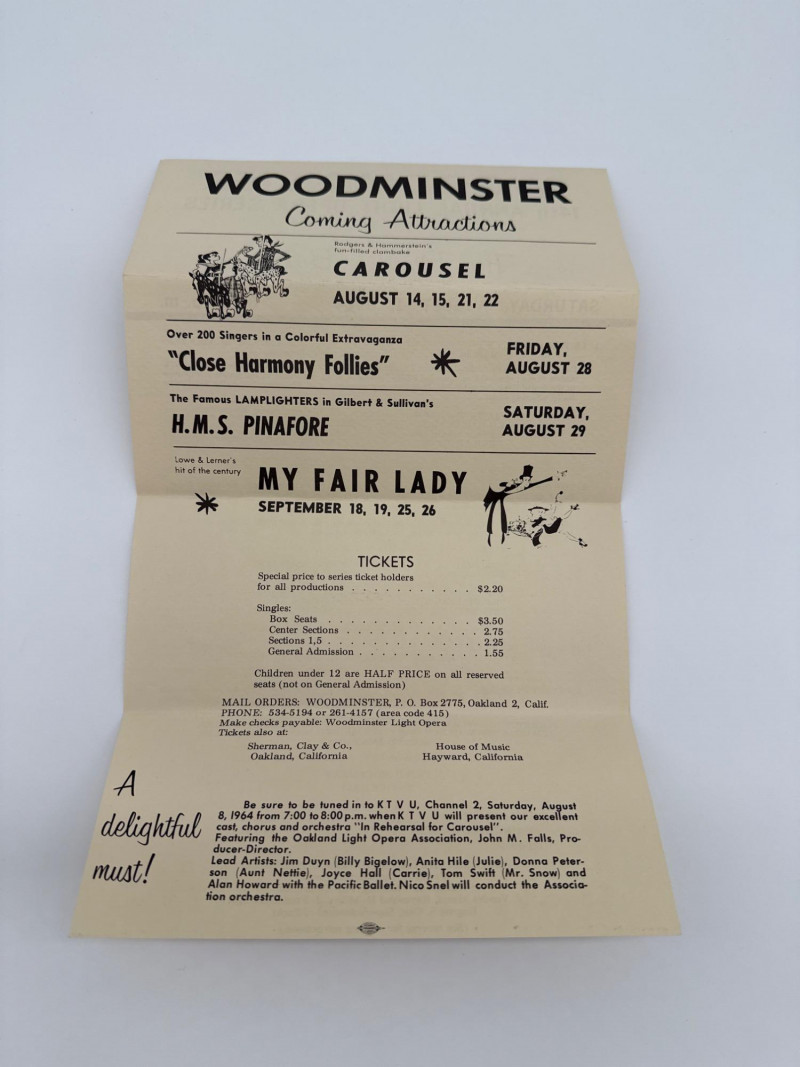 WOODMINSTER
Coming Attractions
Rodgers & Hammerstein's
fun-filled clambake
CAROUSEL
AUGUST 14, 15, 21, 22
Over 200 Singers in a Colorful Extravaganza
"Close Harmony Follies"
FRIDAY,
AUGUST 28
The Famous LAMPLIGHTERS in Gilbert & Sullivan's
H.M.S. PINAFORE
SATURDAY,
AUGUST 29
Lowe & Lerner's
hit of the century
MY FAIR LADY
SEPTEMBER 18, 19, 25, 26
TICKETS
Special price to series ticket holders
for all productions . . . . . . . . . . . $2.20
Singles:
Box Seats . . . . . . . . . . . . $3.50
Center Sections . . . . . . . . . . . 2.75
Sections 1,5 . . . . . . . . . . . . 2.25
General Admission . . . . . . . . . . 1.55
Children under 12 are HALF PRICE on all reserved
seats (not on General Admission)
MAIL ORDERS: WOODMINSTER, P. O. Box 2775, Oakland 2, Calif.
PHONE: 534-5194 or 261-4157 (area code 415)
Make checks payable: Woodminster Light Opera
Tickets also at:
Sherman, Clay & Co.,
Oakland, California
House of Music
Hayward, California
A
delightful
must!
Be sure to be tuned in to K T V U, Channel 2, Saturday, August
8, 1964 from 7:00 to 8:00 p.m. when K T V U will present our excellent
cast, chorus and orchestra "In Rehearsal for Carousel".
Featuring the Oakland Light Opera Association, John M. Falls, Pro-
ducer-Director.
Lead Artists: Jim Duyn (Billy Bigelow), Anita Hile (Julie), Donna Peter-
son (Aunt Nettie), Joyce Hall (Carrie), Tom Swift (Mr. Snow) and
Alan Howard with the Pacific Ballet. Nico Snel will conduct the Associa-
tion orchestra.